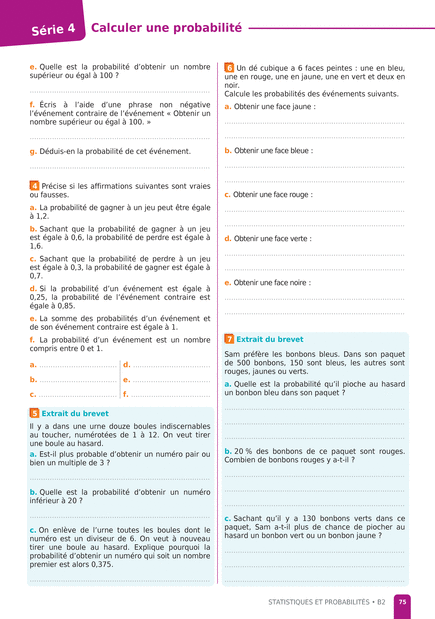 Série 4
Calculer une probabilité
e. Quelle est la probabilité d'obtenir un nombre
supérieur ou égal à 100 ?
f. Écris à l'aide d'une phrase non négative
l'événement contraire de l'événement « Obtenir un
nombre supérieur ou égal à 100. »
g. Déduis-en la probabilité de cet événement.
4 Précise si les affirmations suivantes sont vraies
ou fausses.
a. La probabilité de gagner à un jeu peut être égale
à 1,2.
b. Sachant que la probabilité de gagner à un jeu
est égale à 0,6, la probabilité de perdre est égale à
1,6.
c. Sachant que la probabilité de perdre à un jeu
est égale à 0,3, la probabilité de gagner est égale à
0,7.
d. Si la probabilité d'un événement est égale à
0,25, la probabilité de l'événement contraire est
égale à 0,85.
e. La somme des probabilités d'un événement et
de son événement contraire est égale à 1.
f. La probabilité d'un événement est un nombre
compris entre 0 et 1.
a. d.
b. e.
c. f.
5 Extrait du brevet
Il y a dans une urne douze boules indiscernables
au toucher, numérotées de 1 à 12. On veut tirer
une boule au hasard.
a. Est-il plus probable d'obtenir un numéro pair ou
bien un multiple de 3 ?
b. Quelle est la probabilité d'obtenir un numéro
inférieur à 20 ?
c. On enlève de l'urne toutes les boules dont le
numéro est un diviseur de 6. On veut à nouveau
tirer une boule au hasard. Explique pourquoi la
probabilité d'obtenir un numéro qui soit un nombre
premier est alors 0,375.
6 Un dé cubique a 6 faces peintes : une en bleu,
une en rouge, une en jaune, une en vert et deux en
noir.
Calcule les probabilités des événements suivants.
a. Obtenir une face jaune :
b. Obtenir une face bleue :
c. Obtenir une face rouge :
d. Obtenir une face verte :
e. Obtenir une face noire :
7 Extrait du brevet
Sam préfère les bonbons bleus. Dans son paquet
de 500 bonbons, 150 sont bleus, les autres sont
rouges, jaunes ou verts.
a. Quelle est la probabilité qu'il pioche au hasard
un bonbon bleu dans son paquet ?
b. 20 % des bonbons de ce paquet sont rouges.
Combien de bonbons rouges y a-t-il ?
c. Sachant qu'il y a 130 bonbons verts dans ce
paquet, Sam a-t-il plus de chance de piocher au
hasard un bonbon vert ou un bonbon jaune ?
STATISTIQUES ET PROBABILITÉS • B2 75